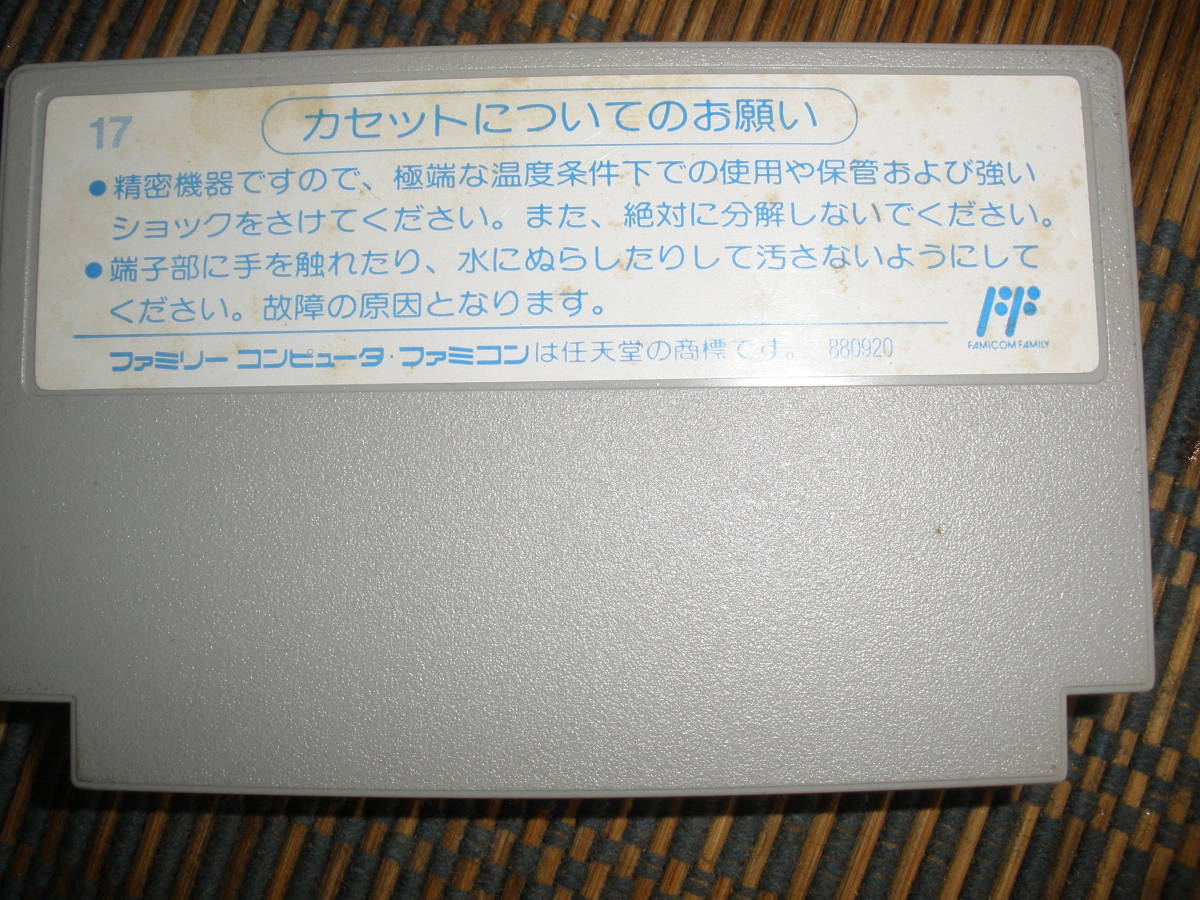 17
カセットについてのお願い
●精密機器ですので、極端な温度条件下での使用や保管および強い
ショックをさけてください。また、絶対に分解しないでください。
●端子部に手を触れたり、水にぬらしたりして汚さないようにして
ください。故障の原因となります。
FAMICOM FAMILY
ファミリー コンピュータ・ファミコンは任天堂の商標です。 880920